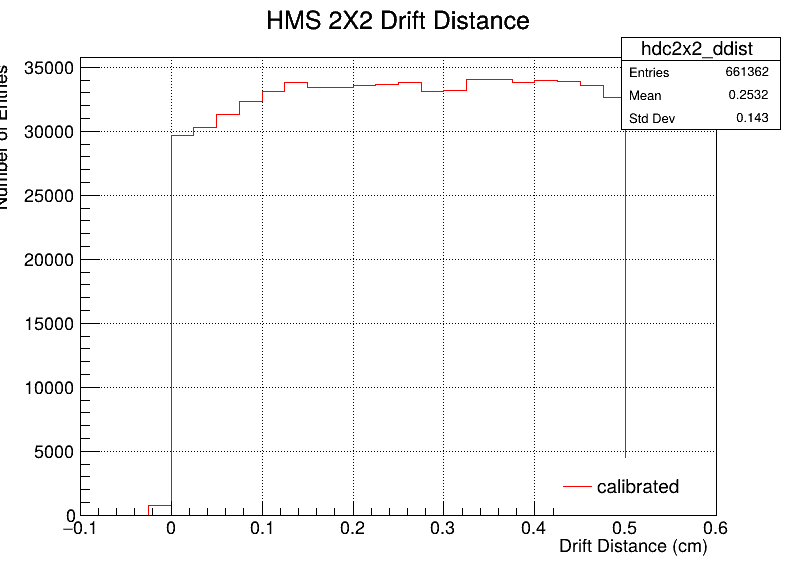 HMS 2X2 Drift Distance
hdc2x2_ddist
Entries 661362
Mean 0.2532
Std Dev 0.143
Number of Entries
35000
30000
25000
20000
15000
10000
5000
0
calibrated
−0.1 0 0.1 0.2 0.3 0.4 0.5 0.6
Drift Distance (cm)